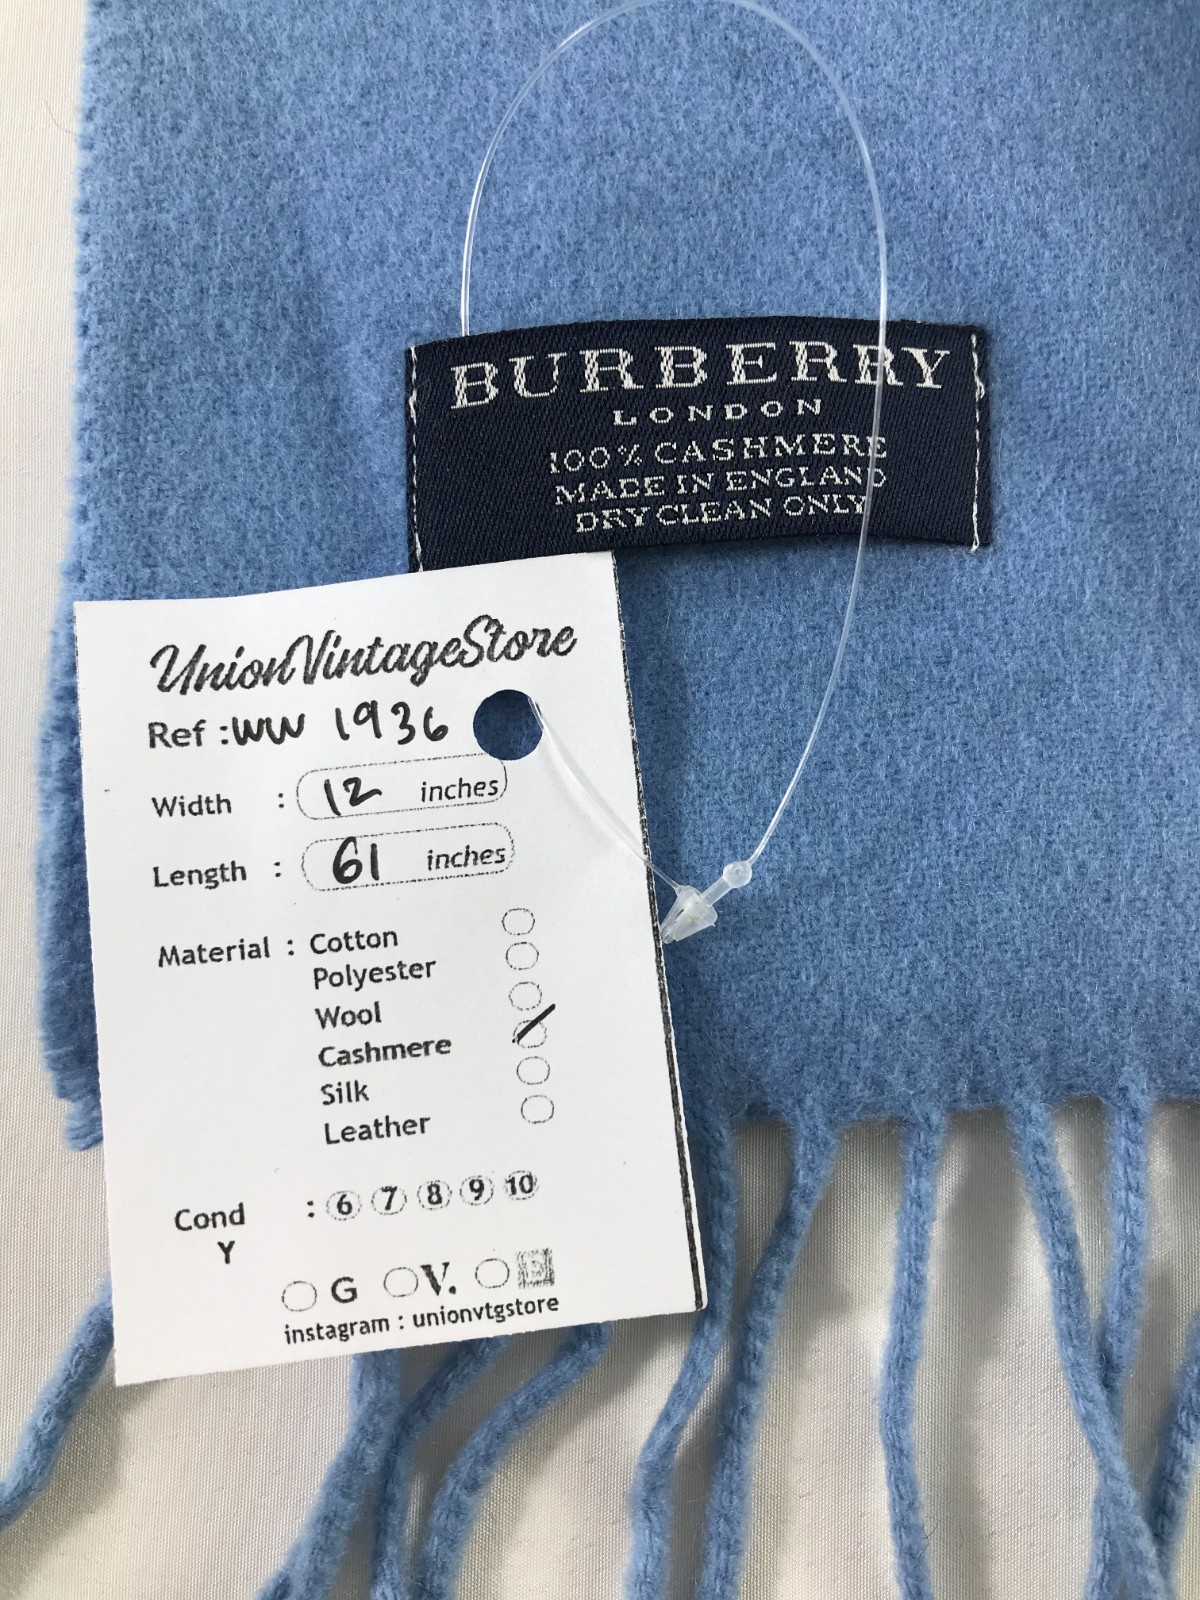 BURBERRY
LONDON
100% CASHMERE
MADE IN ENGLAND
DRY CLEAN ONLY
UnionVintageStore
Ref : WW 1936
Width : 12 inches
Length : 61 inches
Material : Cotton
Polyester
Wool
Cashmere
Silk
Leather
Cond : 6 7 8 9 10
Y
G V. E
instagram : unionvtgstore